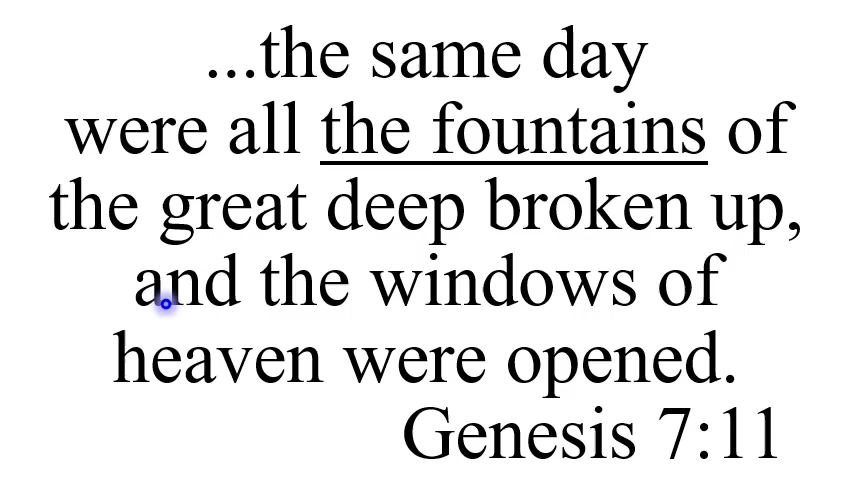 ...the same day
were all the fountains of
the great deep broken up,
and the windows of
heaven were opened.
Genesis 7:11